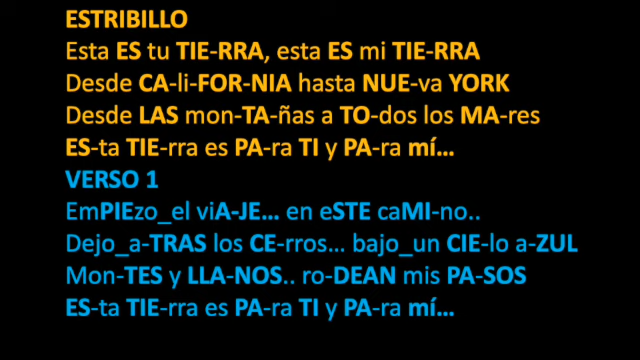 ESTRIBILLO
Esta ES tu TIE-RRA, esta ES mi TIE-RRA
Desde CA-li-FOR-NIA hasta NUE-va YORK
Desde LAS mon-TA-ñas a TO-dos los MA-res
ES-ta TIE-rra es PA-ra TI y PA-ra mí...
VERSO 1
EmPIEzo_el viA-JE... en eSTE caMI-no..
Dejo_a-TRAS los CE-rros... bajo_un CIE-lo a-ZUL
Mon-TES y LLA-NOS.. ro-DEAN mis PA-SOS
ES-ta TIE-rra es PA-ra TI y PA-ra mí...